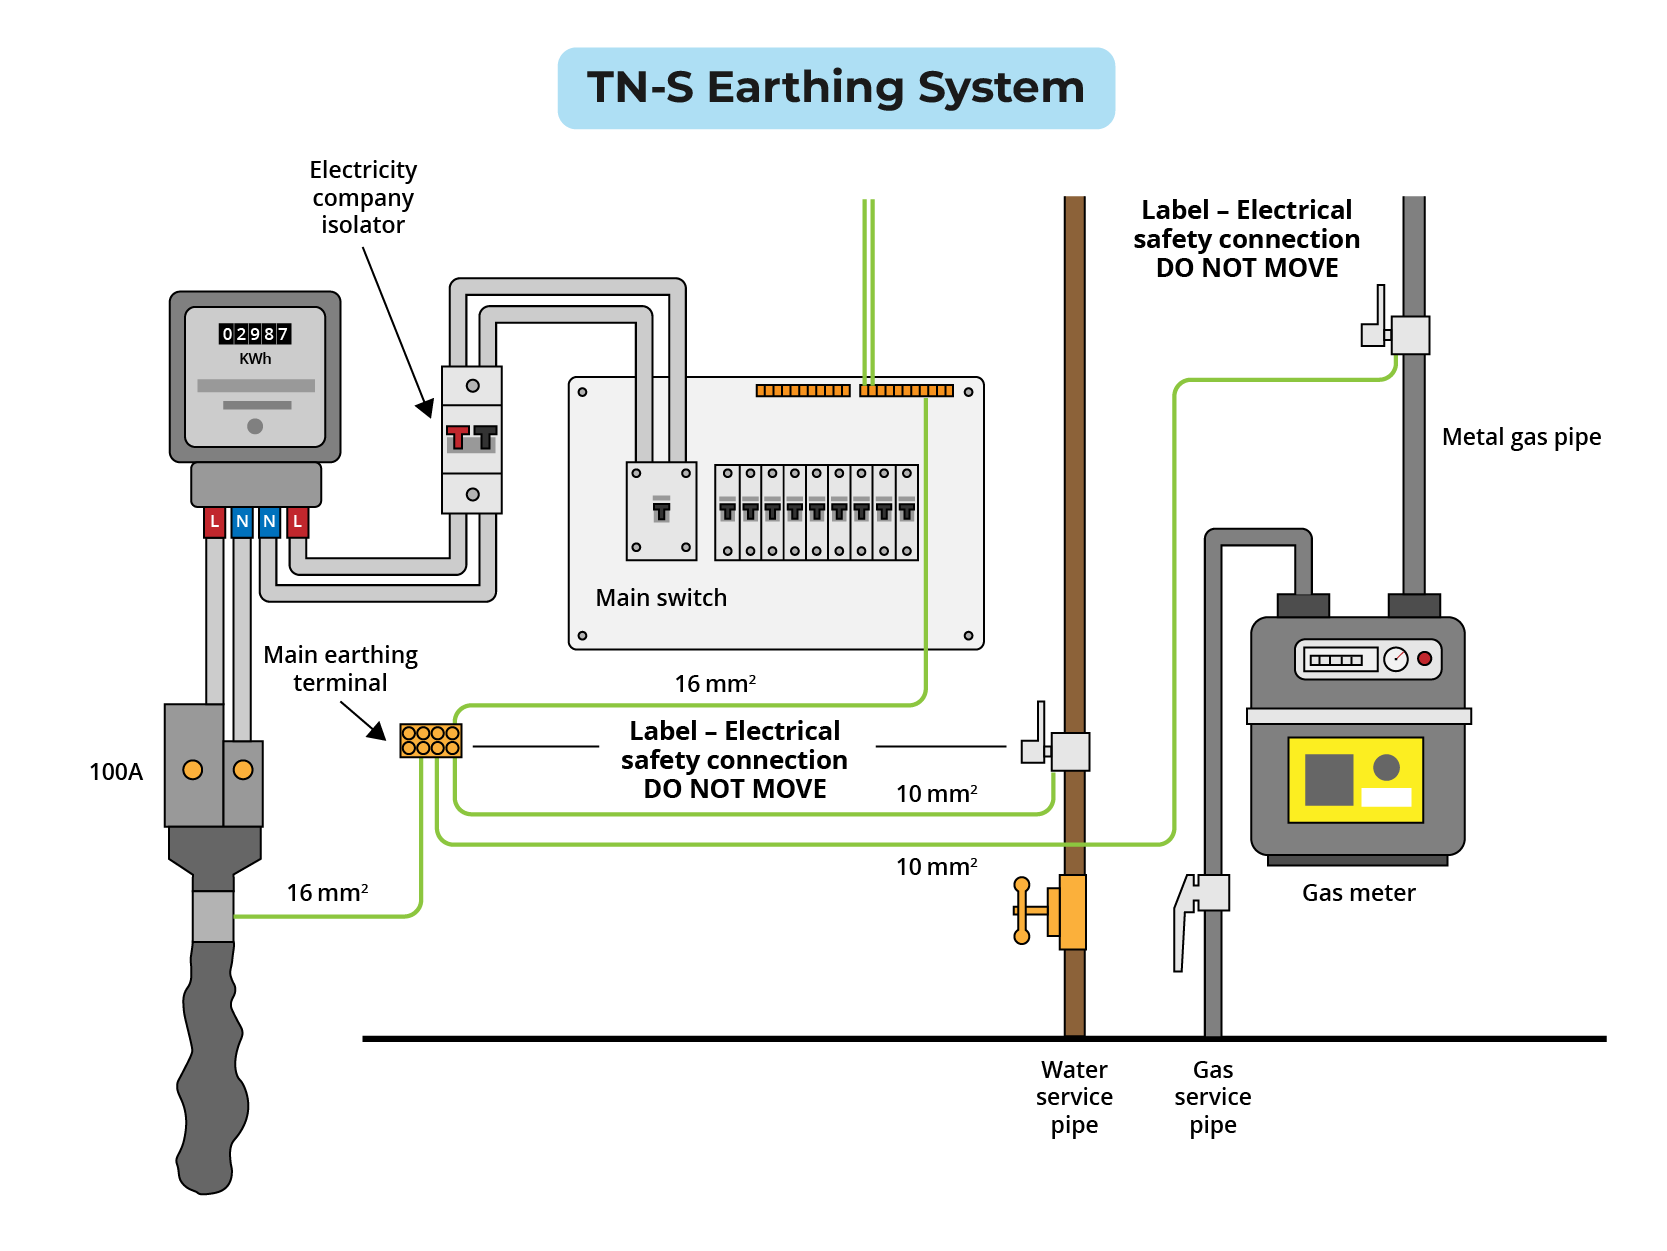 TN-S Earthing System
Electricity
company
isolator
Label – Electrical
safety connection
DO NOT MOVE
02987
KWh
Metal gas pipe
L N N L
Main switch
Main earthing
terminal
16 mm²
Label – Electrical
safety connection
DO NOT MOVE
100A
10 mm²
10 mm²
16 mm²
Gas meter
Water
service
pipe
Gas
service
pipe